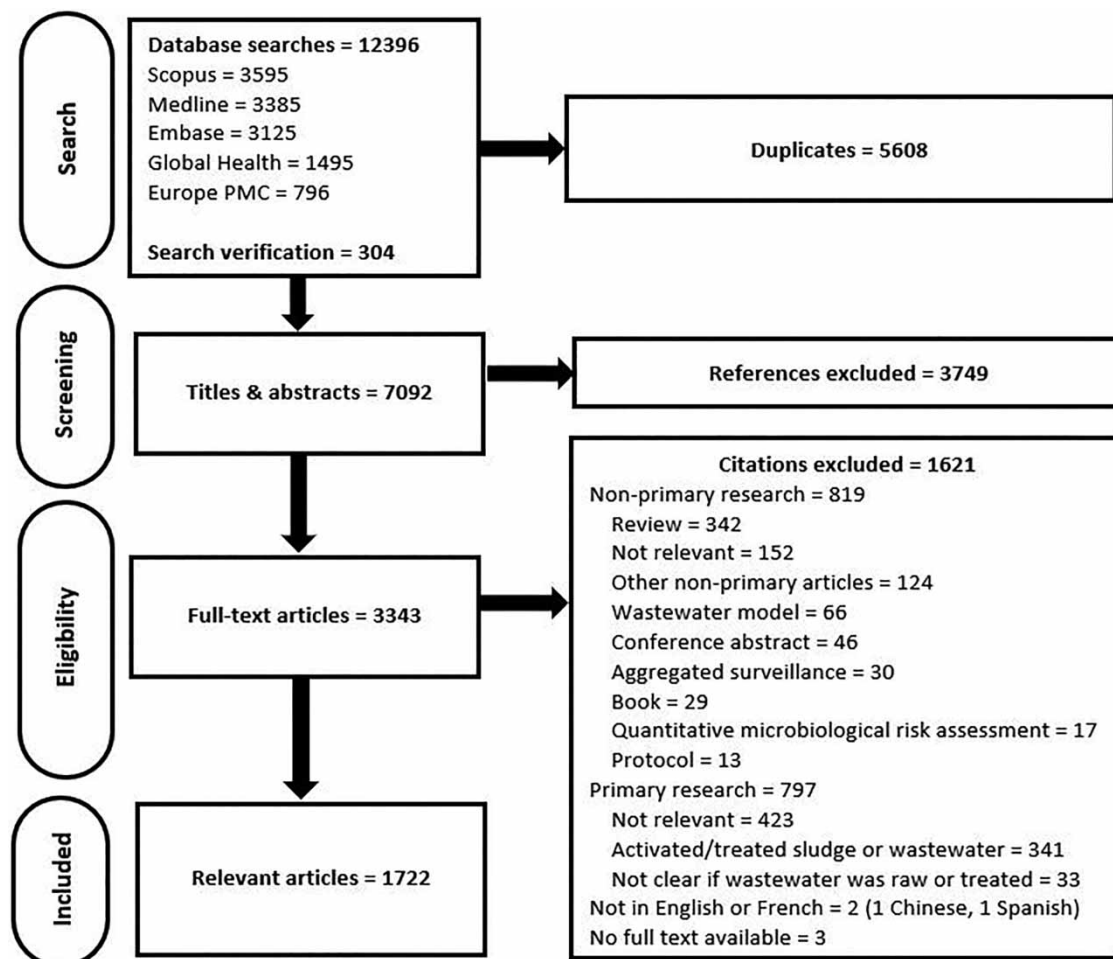 Search
Database searches = 12396
Scopus = 3595
Medline = 3385
Embase = 3125
Global Health = 1495
Europe PMC = 796
Search verification = 304
Duplicates = 5608
Screening
Titles & abstracts = 7092
References excluded = 3749
Eligibility
Full-text articles = 3343
Citations excluded = 1621
Non-primary research = 819
Review = 342
Not relevant = 152
Other non-primary articles = 124
Wastewater model = 66
Conference abstract = 46
Aggregated surveillance = 30
Book = 29
Quantitative microbiological risk assessment = 17
Protocol = 13
Primary research = 797
Not relevant = 423
Activated/treated sludge or wastewater = 341
Not clear if wastewater was raw or treated = 33
Not in English or French = 2 (1 Chinese, 1 Spanish)
No full text available = 3
Included
Relevant articles = 1722